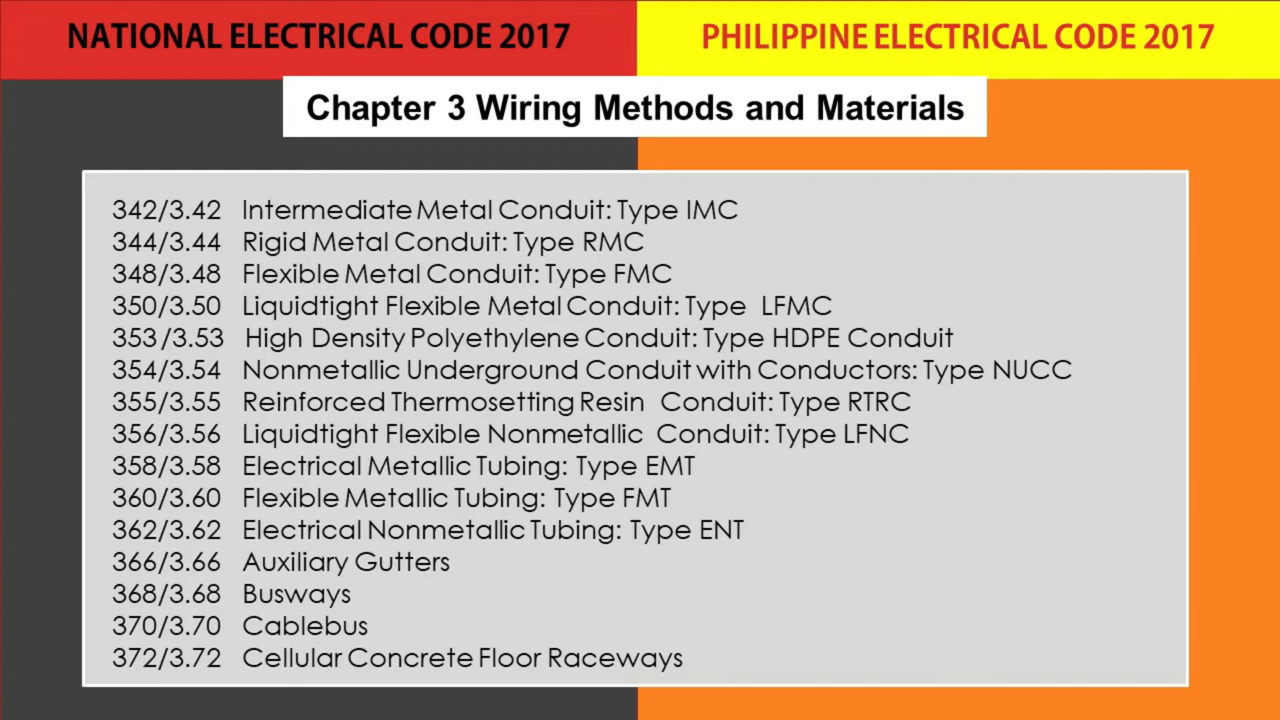 NATIONAL ELECTRICAL CODE 2017
PHILIPPINE ELECTRICAL CODE 2017
Chapter 3 Wiring Methods and Materials
342/3.42 Intermediate Metal Conduit: Type IMC
344/3.44 Rigid Metal Conduit: Type RMC
348/3.48 Flexible Metal Conduit: Type FMC
350/3.50 Liquidtight Flexible Metal Conduit: Type LFMC
353/3.53 High Density Polyethylene Conduit: Type HDPE Conduit
354/3.54 Nonmetallic Underground Conduit with Conductors: Type NUCC
355/3.55 Reinforced Thermosetting Resin Conduit: Type RTRC
356/3.56 Liquidtight Flexible Nonmetallic Conduit: Type LFNC
358/3.58 Electrical Metallic Tubing: Type EMT
360/3.60 Flexible Metallic Tubing: Type FMT
362/3.62 Electrical Nonmetallic Tubing: Type ENT
366/3.66 Auxiliary Gutters
368/3.68 Busways
370/3.70 Cablebus
372/3.72 Cellular Concrete Floor Raceways